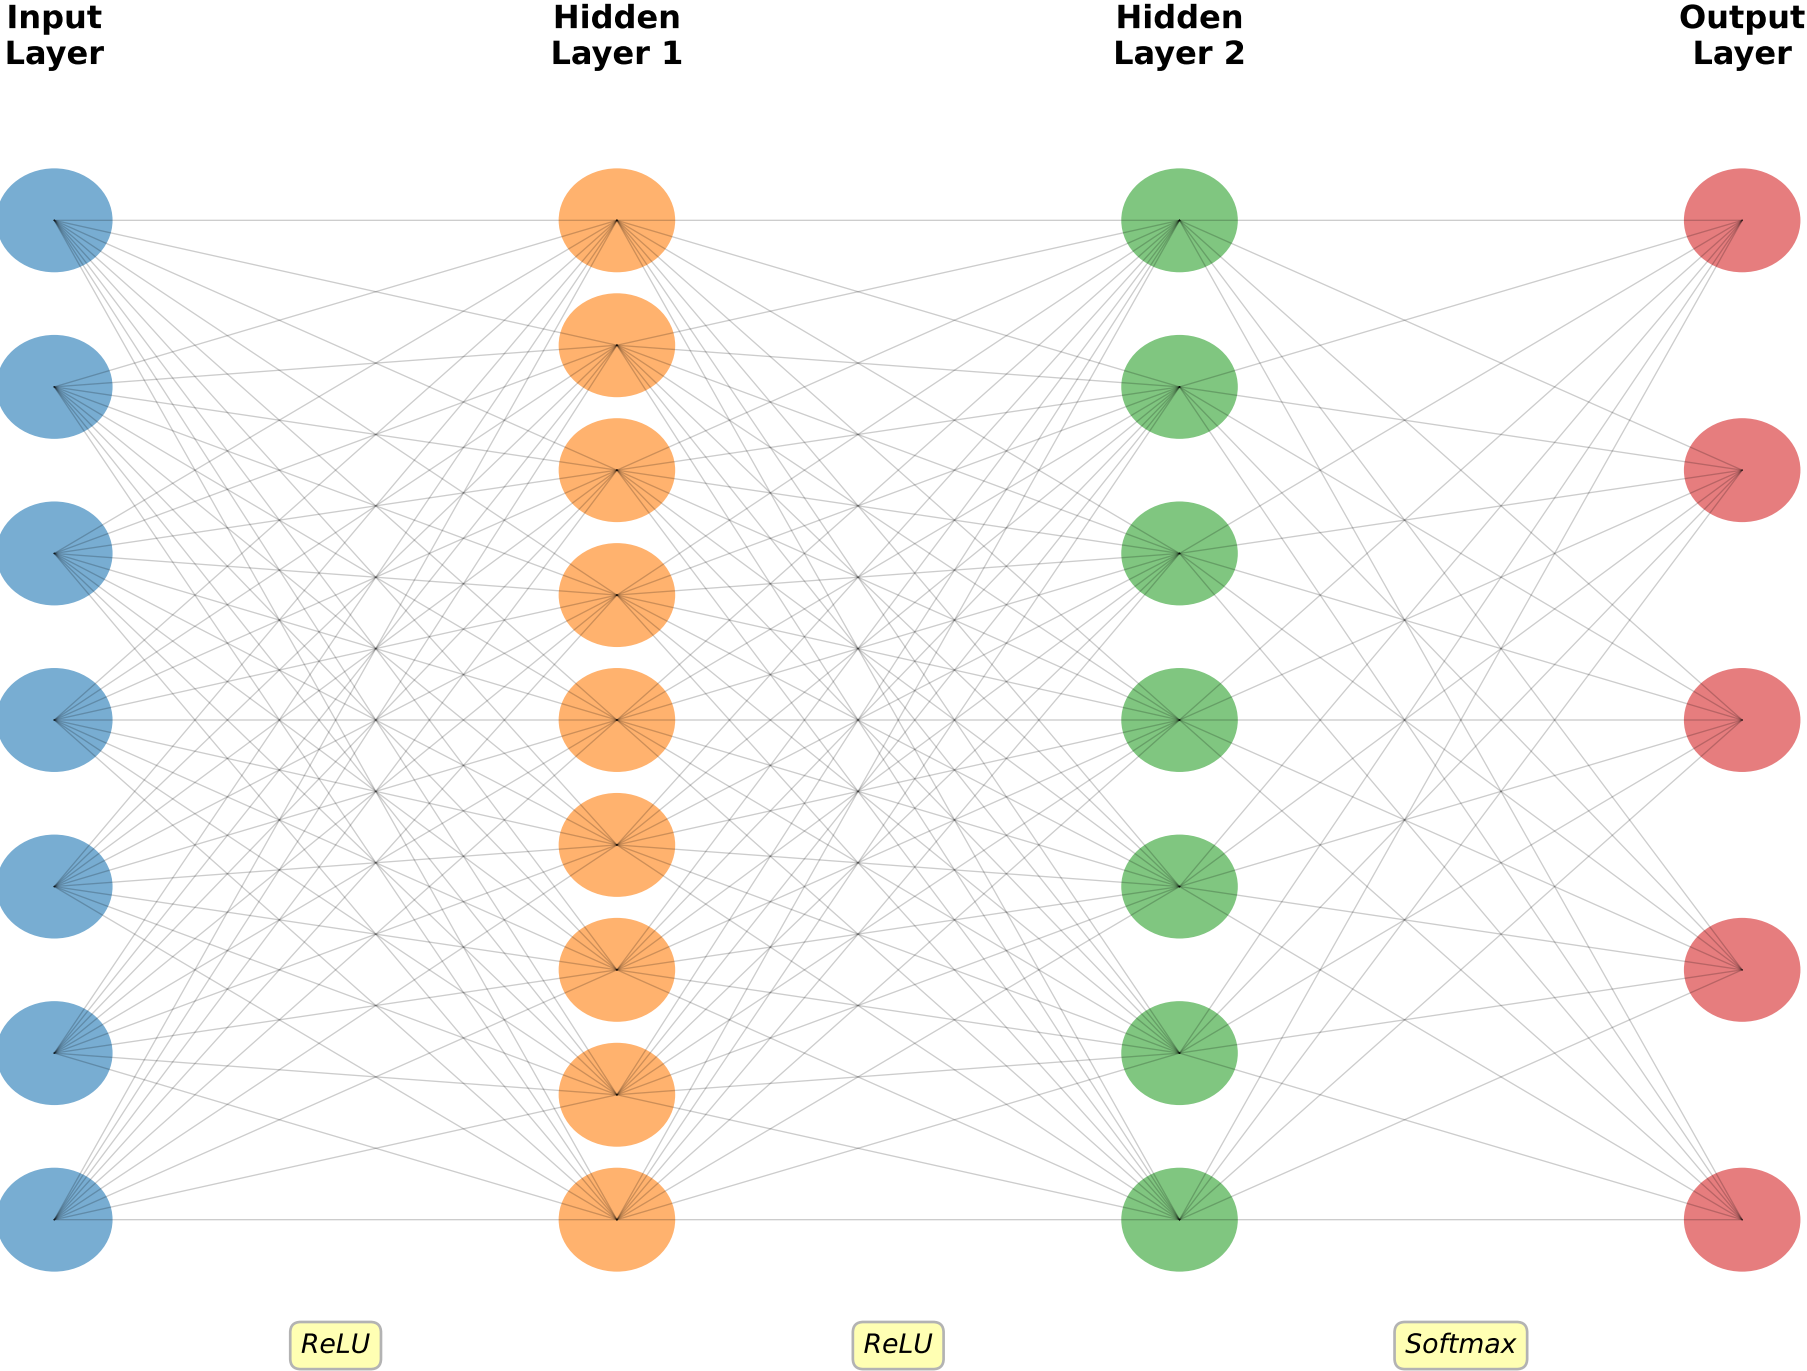 Input
Layer
Hidden
Layer 1
Hidden
Layer 2
Output
Layer
ReLU
ReLU
Softmax